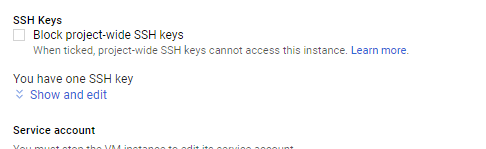 SSH Keys
Block project-wide SSH keys
When ticked, project-wide SSH keys cannot access this instance. Learn more.
You have one SSH key
Show and edit
Service account
You must stop the VM instance to edit its service account